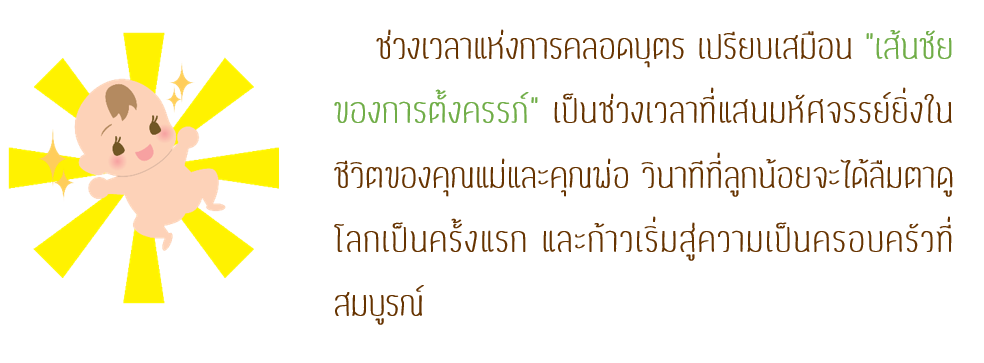 ช่วงเวลาแห่งการคลอดบุตร เปรียบเสมือน "เส้นชัย
ของการตั้งครรภ์" เป็นช่วงเวลาที่แสนมหัศจรรย์ยิ่งใน
ชีวิตของคุณแม่และคุณพ่อ วินาทีที่ลูกน้อยจะได้ลืมตาดู
โลกเป็นครั้งแรก และก้าวเริ่มสู่ความเป็นครอบครัวที่
สมบูรณ์